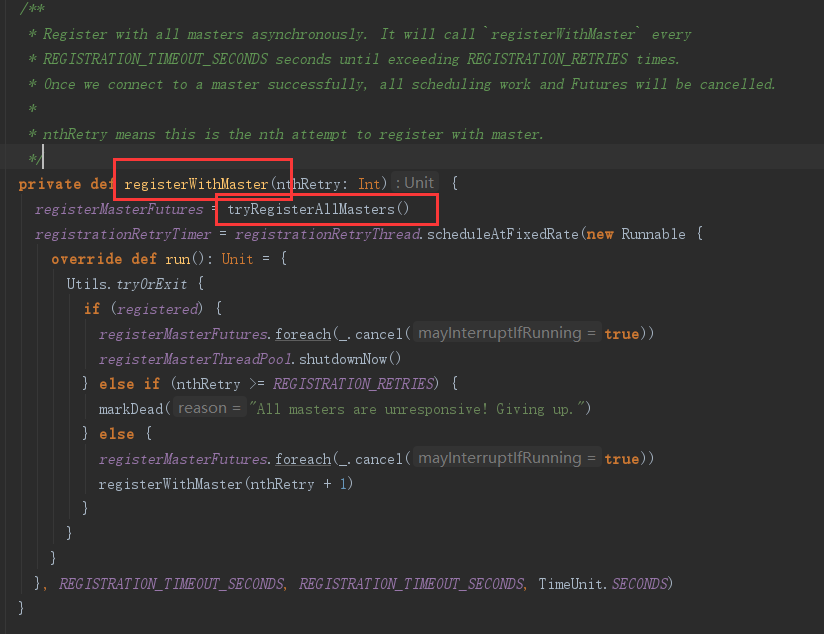 /**
 * Register with all masters asynchronously. It will call `registerWithMaster` every
 * REGISTRATION_TIMEOUT_SECONDS seconds until exceeding REGISTRATION_RETRIES times.
 * Once we connect to a master successfully, all scheduling work and Futures will be cancelled.
 *
 * nthRetry means this is the nth attempt to register with master.
 */
private def registerWithMaster(nthRetry: Int) : Unit {
  registerMasterFutures = tryRegisterAllMasters()
  registrationRetryTimer = registrationRetryThread.scheduleAtFixedRate(new Runnable {
    override def run(): Unit = {
      Utils.tryOrExit {
        if (registered) {
          registerMasterFutures.foreach(_.cancel( mayInterruptIfRunning = true))
          registerMasterThreadPool.shutdownNow()
        } else if (nthRetry >= REGISTRATION_RETRIES) {
          markDead( reason = "All masters are unresponsive! Giving up.")
        } else {
          registerMasterFutures.foreach(_.cancel( mayInterruptIfRunning = true))
          registerWithMaster(nthRetry + 1)
        }
      }
    }
  }, REGISTRATION_TIMEOUT_SECONDS, REGISTRATION_TIMEOUT_SECONDS, TimeUnit.SECONDS)
}